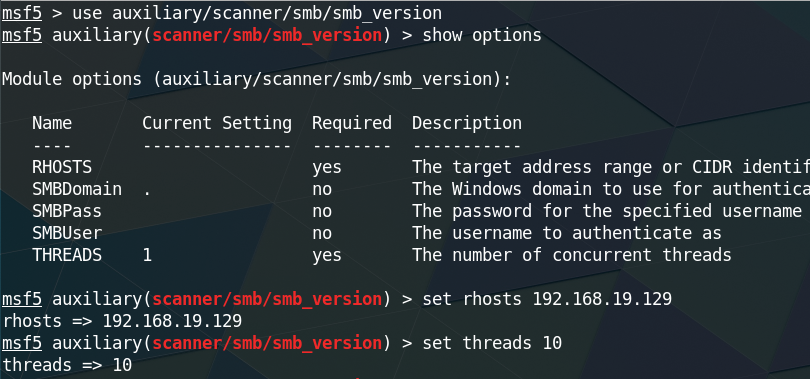 msf5 > use auxiliary/scanner/smb/smb_version
msf5 auxiliary(scanner/smb/smb_version) > show options
Module options (auxiliary/scanner/smb/smb_version):
Name Current Setting Required Description
---- --------------- -------- -----------
RHOSTS yes The target address range or CIDR
SMBDomain . no The Windows domain to use for
SMBPass no The password for the specified username
SMBUser no The username to authenticate as
THREADS 1 yes The number of concurrent threads
msf5 auxiliary(scanner/smb/smb_version) > set rhosts 192.168.19.129
rhosts => 192.168.19.129
msf5 auxiliary(scanner/smb/smb_version) > set threads 10
threads => 10